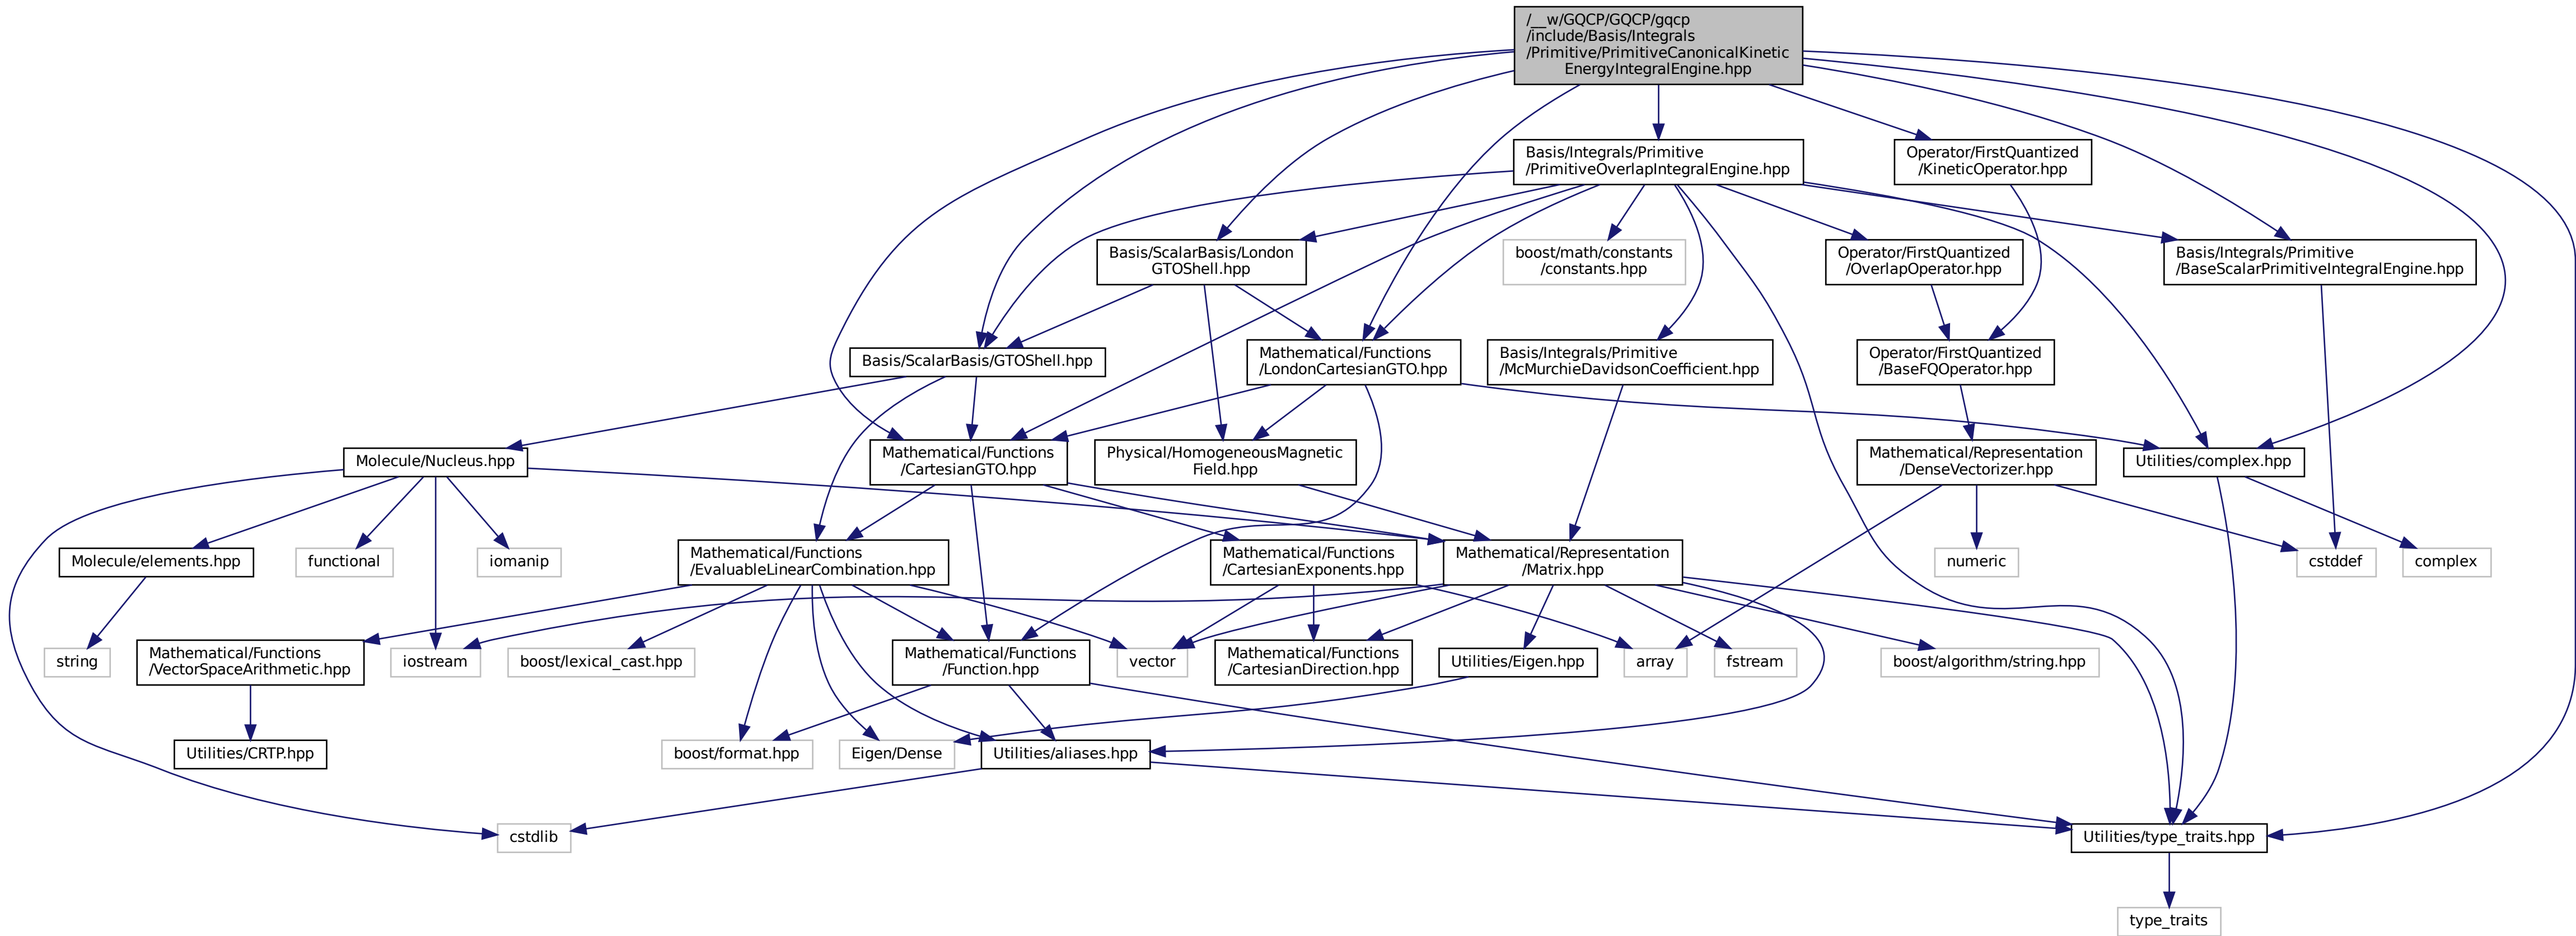 /__w/GQCP/GQCP/gqcp
/include/Basis/Integrals
/Primitive/PrimitiveCanonicalKinetic
EnergyIntegralEngine.hpp
Basis/Integrals/Primitive
/PrimitiveOverlapIntegralEngine.hpp
Operator/FirstQuantized
/KineticOperator.hpp
Basis/ScalarBasis/London
GTOShell.hpp
boost/math/constants
/constants.hpp
Operator/FirstQuantized
/OverlapOperator.hpp
Basis/Integrals/Primitive
/BaseScalarPrimitiveIntegralEngine.hpp
Basis/ScalarBasis/GTOShell.hpp
Mathematical/Functions
/LondonCartesianGTO.hpp
Basis/Integrals/Primitive
/McMurchieDavidsonCoefficient.hpp
Operator/FirstQuantized
/BaseFQOperator.hpp
Molecule/Nucleus.hpp
Mathematical/Functions
/CartesianGTO.hpp
Physical/HomogeneousMagnetic
Field.hpp
Mathematical/Representation
/DenseVectorizer.hpp
Utilities/complex.hpp
Molecule/elements.hpp
functional
iomanip
Mathematical/Functions
/EvaluableLinearCombination.hpp
Mathematical/Functions
/CartesianExponents.hpp
Mathematical/Representation
/Matrix.hpp
numeric
cstddef
complex
string
Mathematical/Functions
/VectorSpaceArithmetic.hpp
iostream
boost/lexical_cast.hpp
Mathematical/Functions
/Function.hpp
vector
Mathematical/Functions
/CartesianDirection.hpp
Utilities/Eigen.hpp
array
fstream
boost/algorithm/string.hpp
Utilities/CRTP.hpp
boost/format.hpp
Eigen/Dense
Utilities/aliases.hpp
cstdlib
Utilities/type_traits.hpp
type_traits